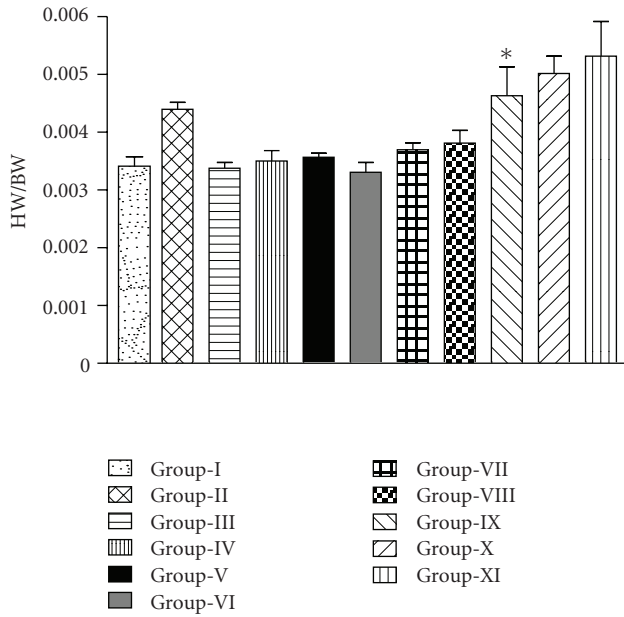 0.006
0.005
0.004
0.003
0.002
0.001
0
HW/BW
*
Group-I
Group-II
Group-III
Group-IV
Group-V
Group-VI
Group-VII
Group-VIII
Group-IX
Group-X
Group-XI